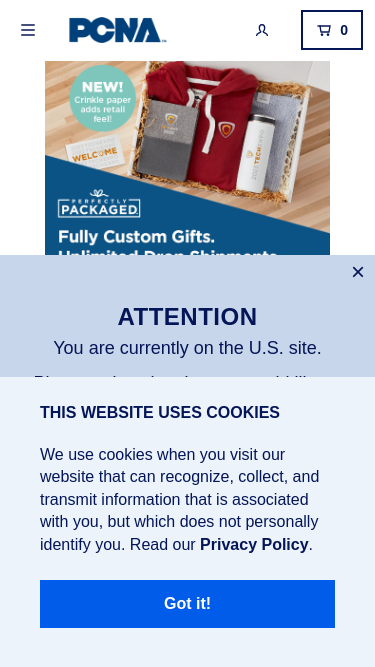 PCNA
0
NEW!
Crinkle paper
adds retail
feel!
WELCOME
PERFECTLY
PACKAGED
Fully Custom Gifts.
Unlimited Drop Shipments
×
ATTENTION
You are currently on the U.S. site.
THIS WEBSITE USES COOKIES
We use cookies when you visit our
website that can recognize, collect, and
transmit information that is associated
with you, but which does not personally
identify you. Read our Privacy Policy.
Got it!